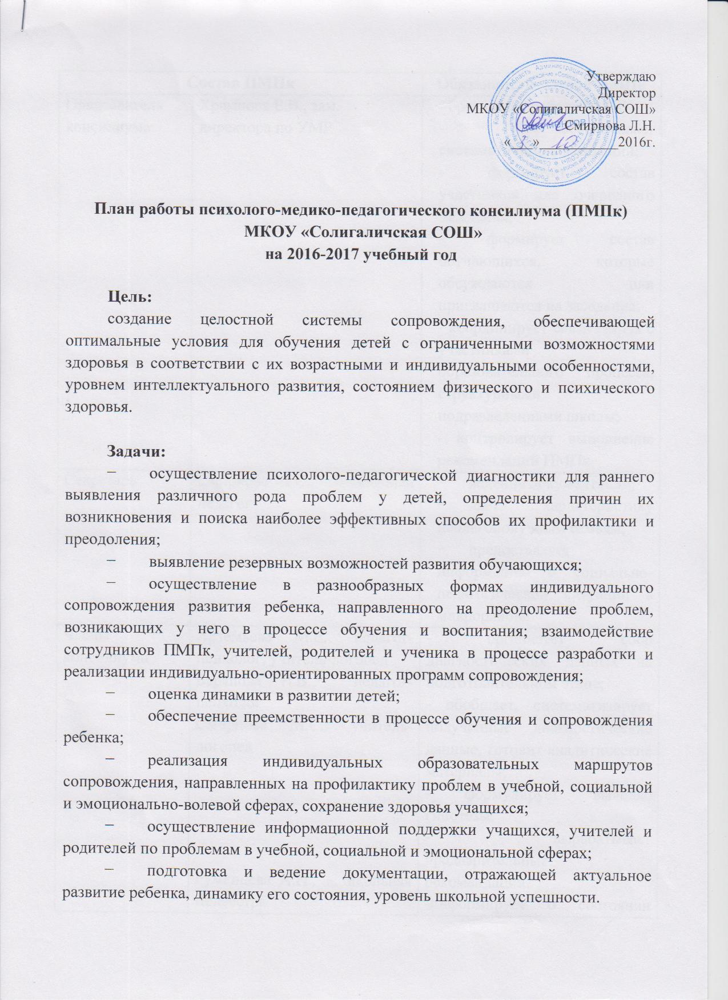 Утверждаю
Директор
МКОУ «Солигаличская СОШ»
Смирнова Л.Н.
«3» 10 2016г.
Для документов
План работы психолого-медико-педагогического консилиума (ПМПк)
МКОУ «Солигаличская СОШ»
на 2016-2017 учебный год
Цель:
создание целостной системы сопровождения, обеспечивающей
оптимальные условия для обучения детей с ограниченными возможностями
здоровья в соответствии с их возрастными и индивидуальными особенностями,
уровнем интеллектуального развития, состоянием физического и психического
здоровья.
Задачи:
− осуществление психолого-педагогической диагностики для раннего
выявления различного рода проблем у детей, определения причин их
возникновения и поиска наиболее эффективных способов их профилактики и
преодоления;
− выявление резервных возможностей развития обучающихся;
− осуществление в разнообразных формах индивидуального
сопровождения развития ребенка, направленного на преодоление проблем,
возникающих у него в процессе обучения и воспитания; взаимодействие
сотрудников ПМПк, учителей, родителей и ученика в процессе разработки и
реализации индивидуально-ориентированных программ сопровождения;
− оценка динамики в развитии детей;
− обеспечение преемственности в процессе обучения и сопровождения
ребенка;
− реализация индивидуальных образовательных маршрутов
сопровождения, направленных на профилактику проблем в учебной, социальной
и эмоционально-волевой сферах, сохранение здоровья учащихся;
− осуществление информационной поддержки учащихся, учителей и
родителей по проблемам в учебной, социальной и эмоциональной сферах;
− подготовка и ведение документации, отражающей актуальное
развитие ребенка, динамику его состояния, уровень школьной успешности.